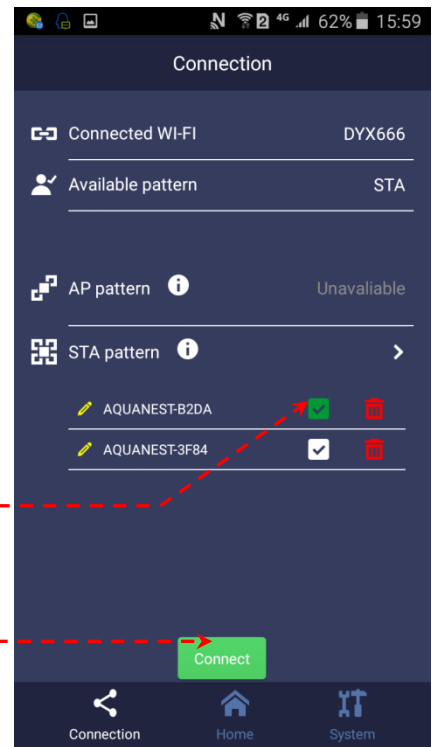 2 4G 62% 15:59
Connection
Connected WI-FI DYX666
Available pattern STA
AP pattern i Unavaliable
STA pattern i
AQUANEST-B2DA
AQUANEST-3F84
Connect
Connection Home System